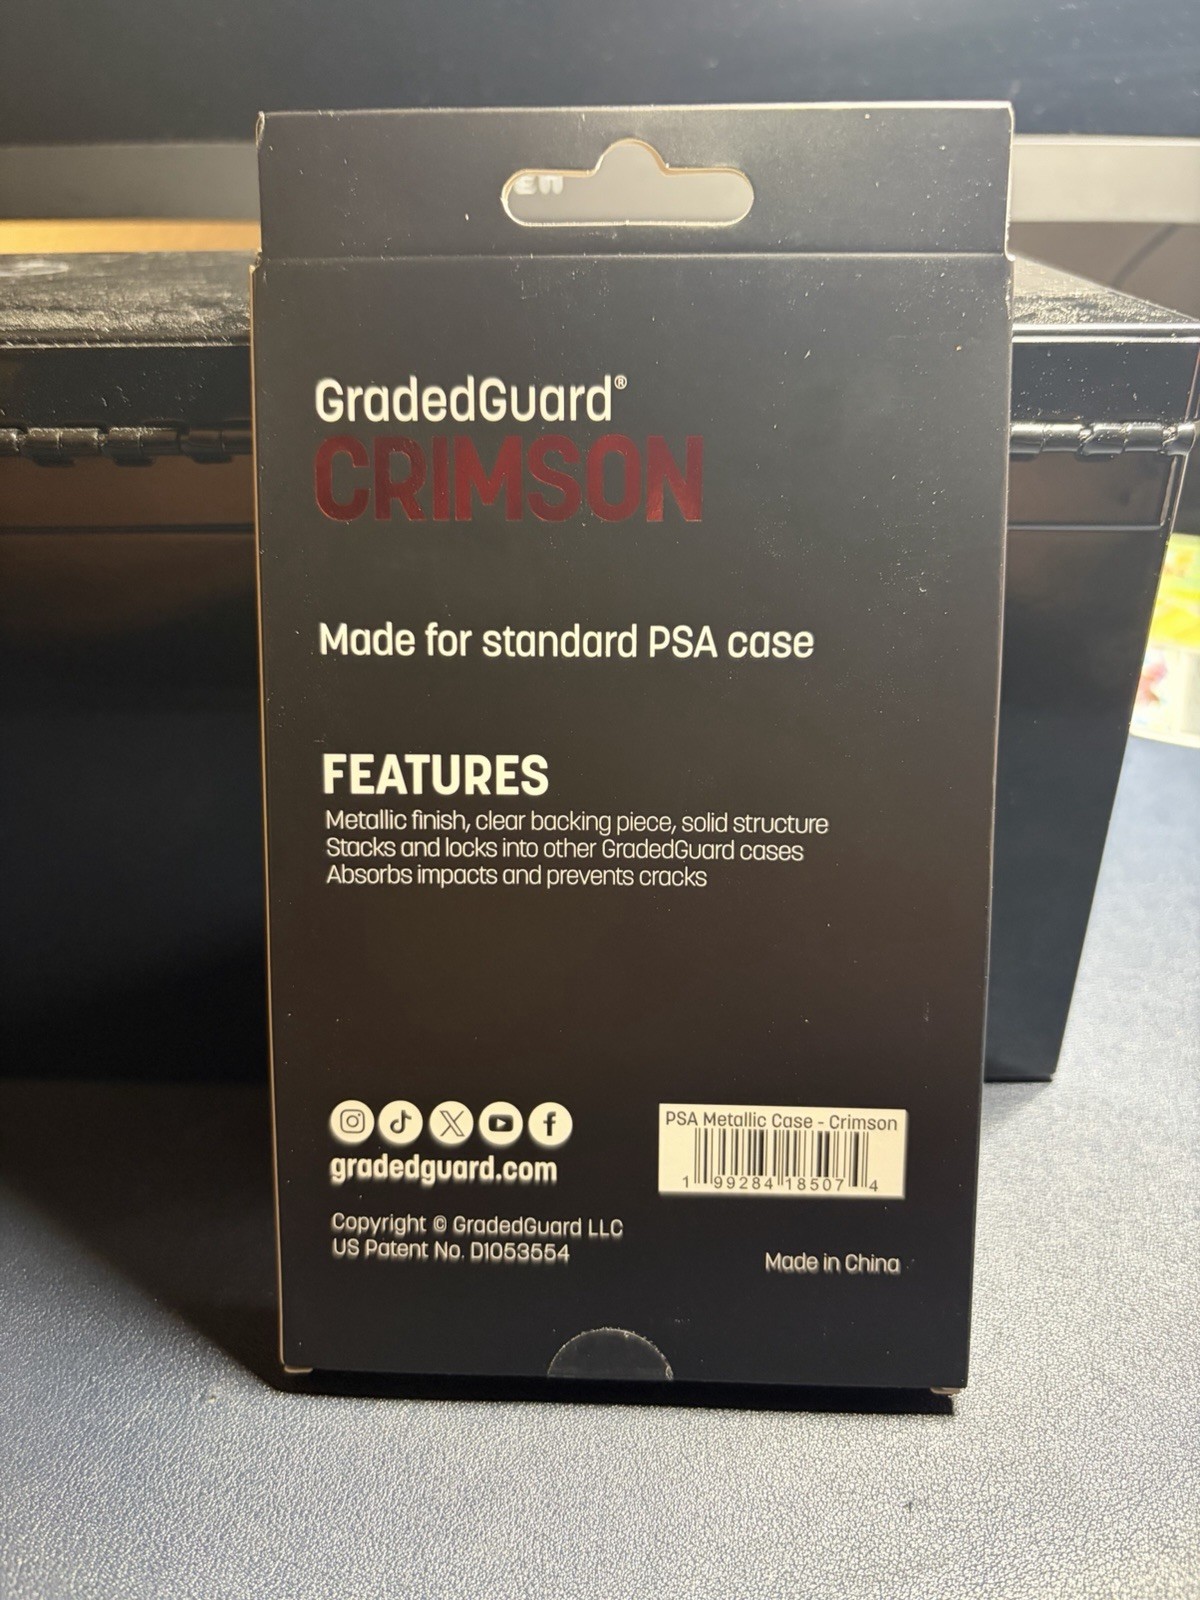 GradedGuard®
CRIMSON
Made for standard PSA case
FEATURES
Metallic finish, clear backing piece, solid structure
Stacks and locks into other GradedGuard cases
Absorbs impacts and prevents cracks
gradedguard.com
PSA Metallic Case - Crimson
1 99284 18507 4
Copyright © GradedGuard LLC
US Patent No. D1053554
Made in China